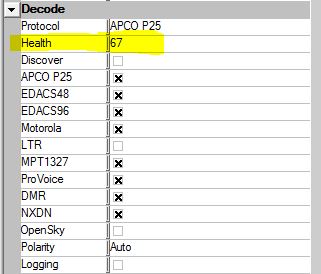 Decode
Protocol APCO P25
Health 67
Discover
APCO P25
EDACS48
EDACS96
Motorola
LTR
MPT1327
ProVoice
DMR
NXDN
OpenSky
Polarity Auto
Logging